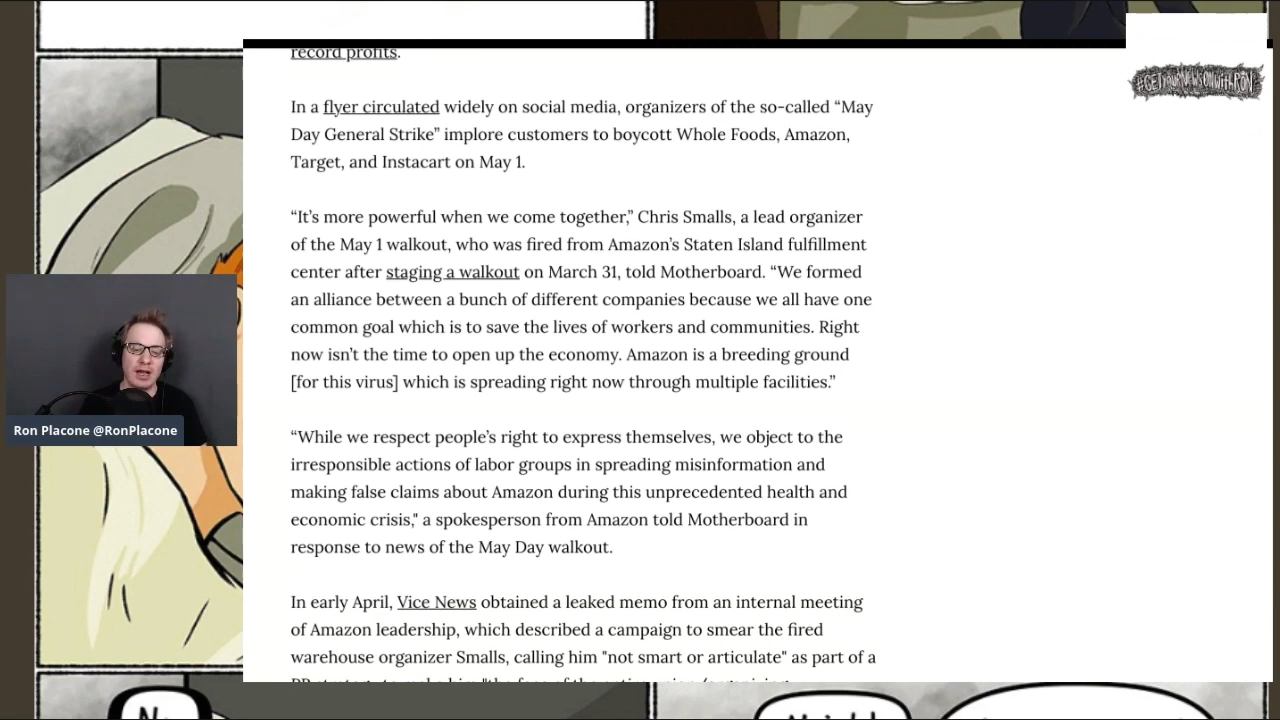 record profits.
#GETYOURNEWSONWITHRON
In a flyer circulated widely on social media, organizers of the so-called “May
Day General Strike” implore customers to boycott Whole Foods, Amazon,
Target, and Instacart on May 1.
“It’s more powerful when we come together,” Chris Smalls, a lead organizer
of the May 1 walkout, who was fired from Amazon’s Staten Island fulfillment
center after staging a walkout on March 31, told Motherboard. “We formed
an alliance between a bunch of different companies because we all have one
common goal which is to save the lives of workers and communities. Right
now isn’t the time to open up the economy. Amazon is a breeding ground
[for this virus] which is spreading right now through multiple facilities.”
Ron Placone @RonPlacone
“While we respect people’s right to express themselves, we object to the
irresponsible actions of labor groups in spreading misinformation and
making false claims about Amazon during this unprecedented health and
economic crisis," a spokesperson from Amazon told Motherboard in
response to news of the May Day walkout.
In early April, Vice News obtained a leaked memo from an internal meeting
of Amazon leadership, which described a campaign to smear the fired
warehouse organizer Smalls, calling him "not smart or articulate" as part of a